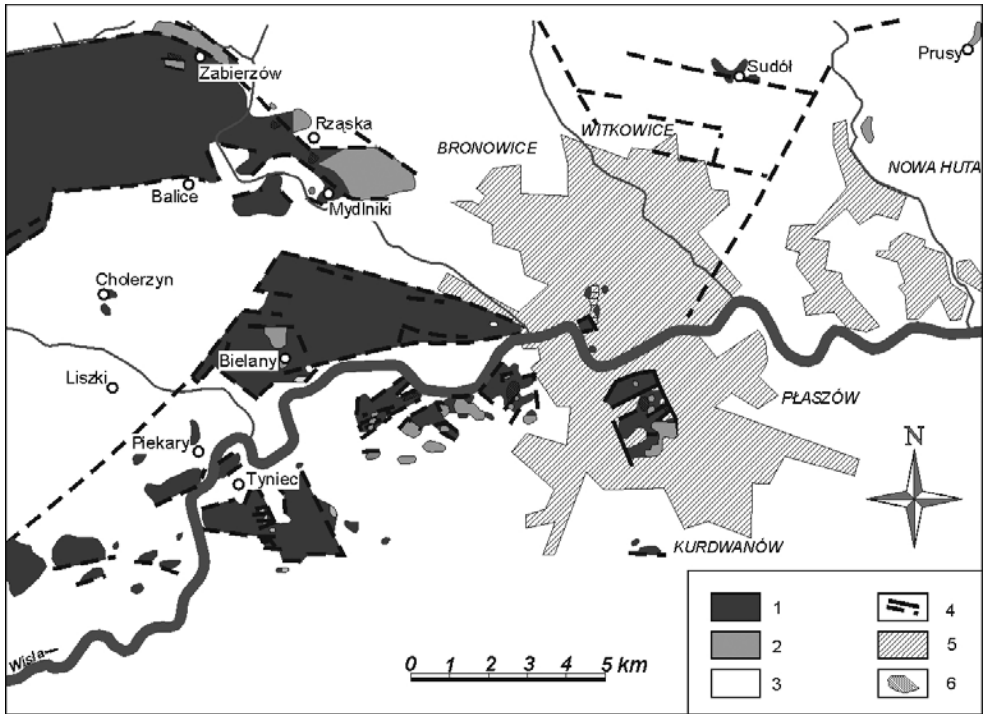 Prusy
Sudół
Zabierzów
Rząska
WITKOWICE
BRONOWICE
NOWA HUTA
Balice
Mydlniki
Cholerzyn
Bielany
Liszki
PŁASZÓW
Piekary
N
Tyniec
KURDWANÓW
Wisła
0 1 2 3 4 5 km
1 4
2 5
3 6